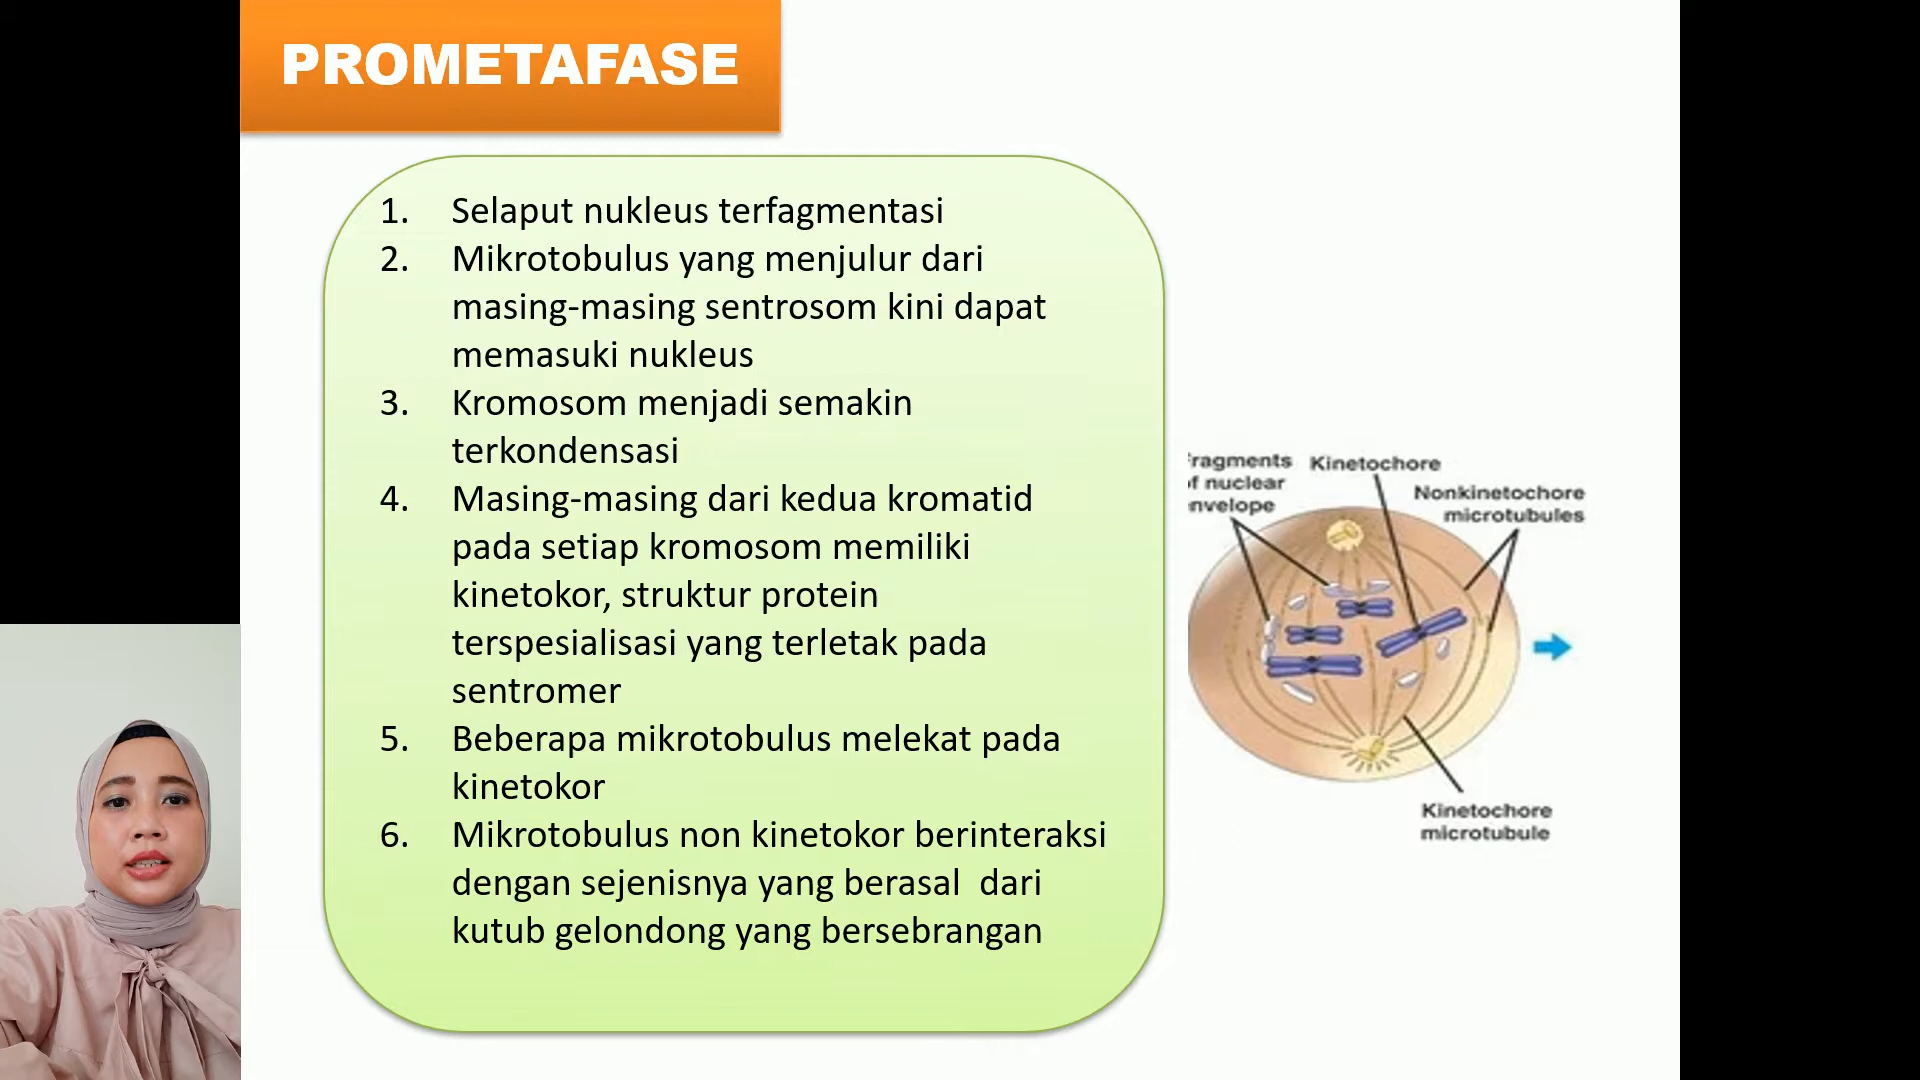 PROMETAFASE
1. Selaput nukleus terfagmentasi
2. Mikrotobulus yang menjulur dari
masing-masing sentrosom kini dapat
memasuki nukleus
3. Kromosom menjadi semakin
terkondensasi
4. Masing-masing dari kedua kromatid
pada setiap kromosom memiliki
kinetokor, struktur protein
terspesialisasi yang terletak pada
sentromer
5. Beberapa mikrotobulus melekat pada
kinetokor
6. Mikrotobulus non kinetokor berinteraksi
dengan sejenisnya yang berasal dari
kutub gelondong yang bersebrangan
ragments
f nuclear
nvelope
Kinetochore
Nonkinetochore
microtubules
Kinetochore
microtubule